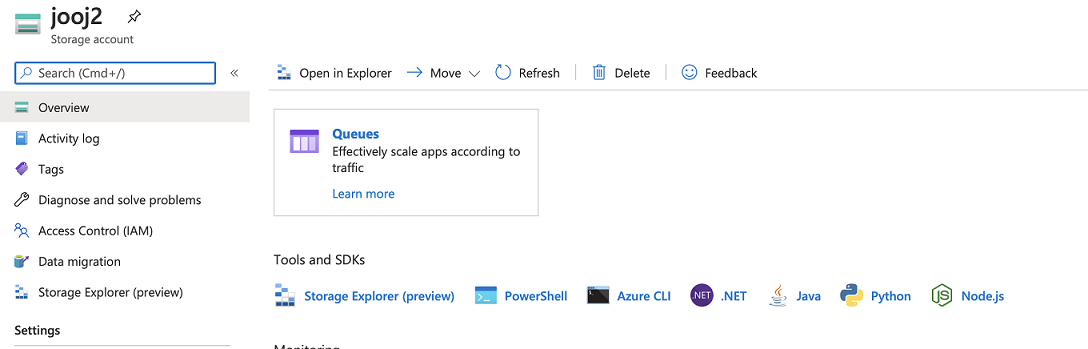 jooj2
Storage account
Search (Cmd+/)
«
Overview
Activity log
Tags
Diagnose and solve problems
Access Control (IAM)
Data migration
Storage Explorer (preview)
Settings
Open in Explorer
Move
Refresh
Delete
Feedback
Queues
Effectively scale apps according to
traffic
Learn more
Tools and SDKs
Storage Explorer (preview)
PowerShell
Azure CLI
.NET
.NET
Java
Python
Node.js
Monitoring